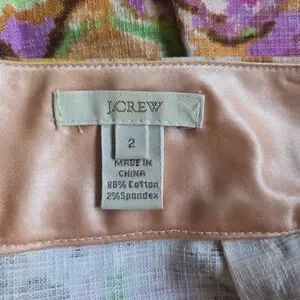 J.CREW
2
MADE IN
CHINA
98% Cotton
2% Spandex